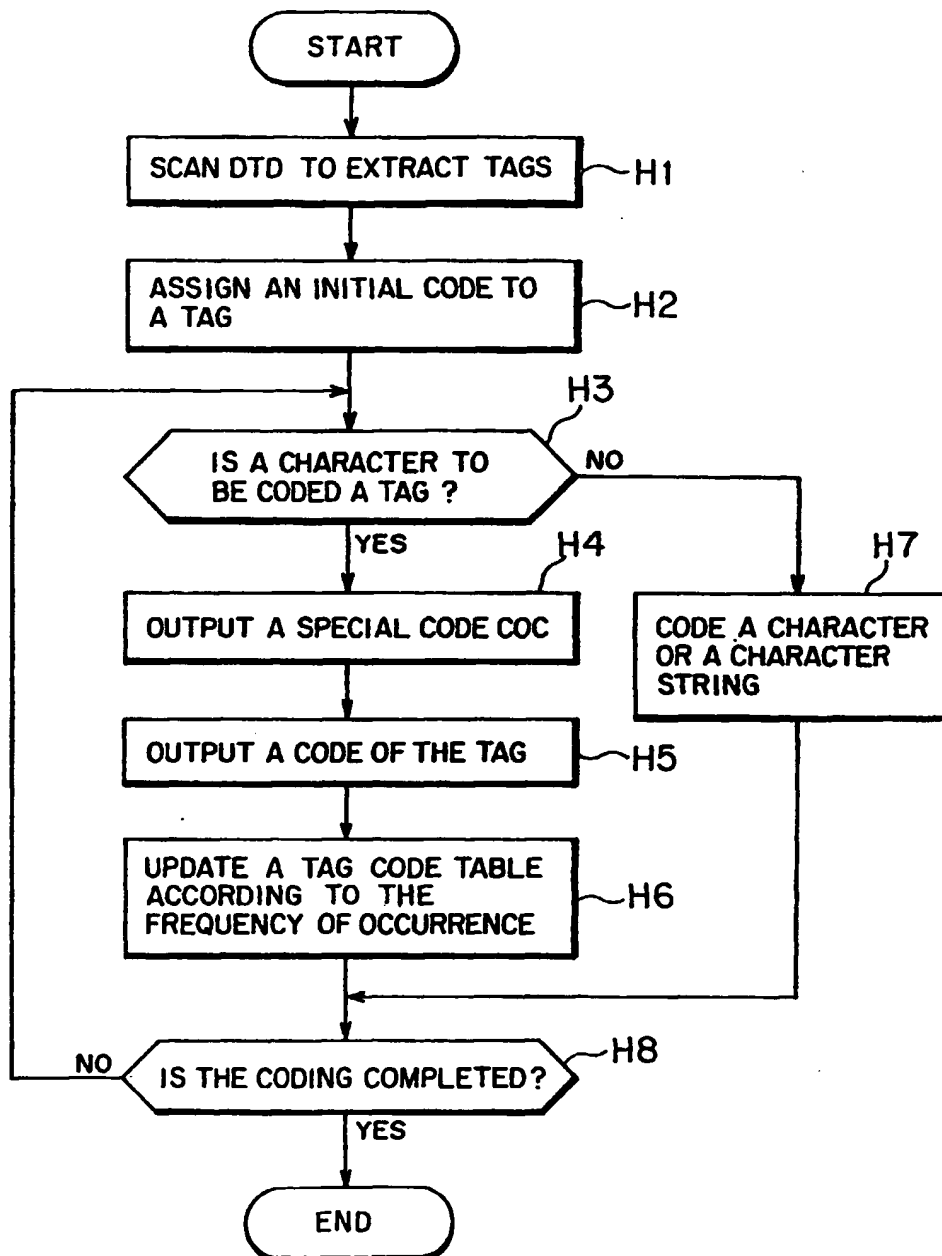 START
SCAN DTD TO EXTRACT TAGS
H1
ASSIGN AN INITIAL CODE TO
A TAG
H2
H3
IS A CHARACTER TO
BE CODED A TAG ?
NO
YES
H4
H7
OUTPUT A SPECIAL CODE COC
CODE A CHARACTER
OR A CHARACTER
STRING
OUTPUT A CODE OF THE TAG
H5
UPDATE A TAG CODE TABLE
ACCORDING TO THE
FREQUENCY OF OCCURRENCE
H6
NO
IS THE CODING COMPLETED?
H8
YES
END